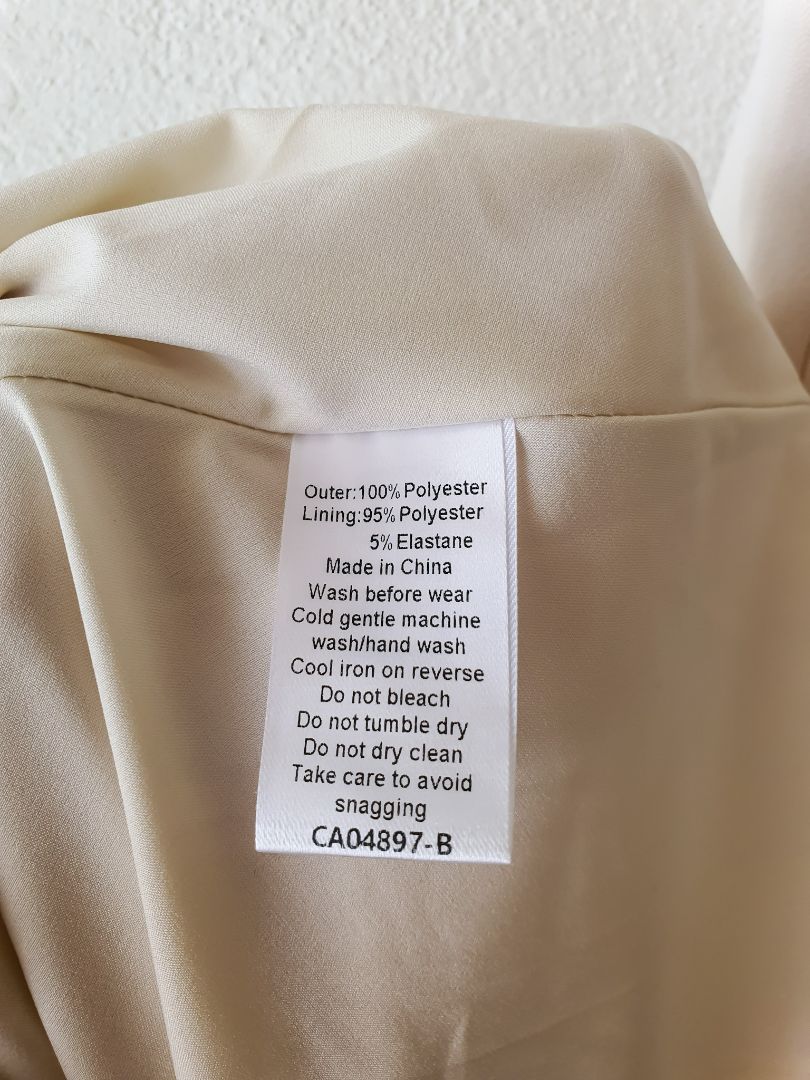 Outer:100% Polyester
Lining:95% Polyester
5% Elastane
Made in China
Wash before wear
Cold gentle machine
wash/hand wash
Cool iron on reverse
Do not bleach
Do not tumble dry
Do not dry clean
Take care to avoid
snagging
CA04897-B